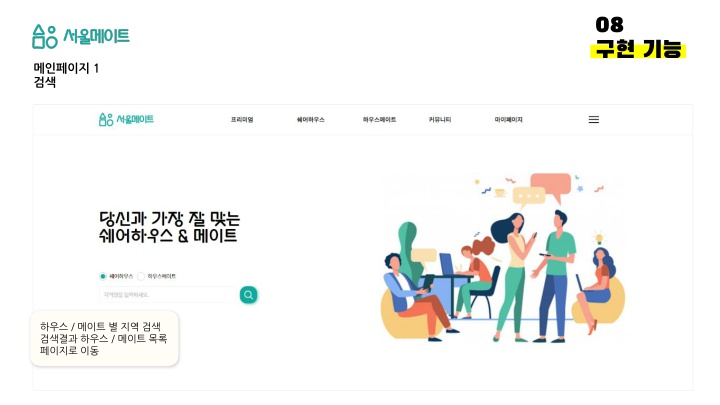 서울메이트
08
구현 기능
메인페이지 1
검색
서울메이트
프리미엄
쉐어하우스
하우스메이트
커뮤니티
마이페이지
당신과 가장 잘 맞는
쉐어하우스 & 메이트
쉐어하우스
하우스메이트
지역명을 입력하세요.
하우스 / 메이트 별 지역 검색
검색결과 하우스 / 메이트 목록
페이지로 이동